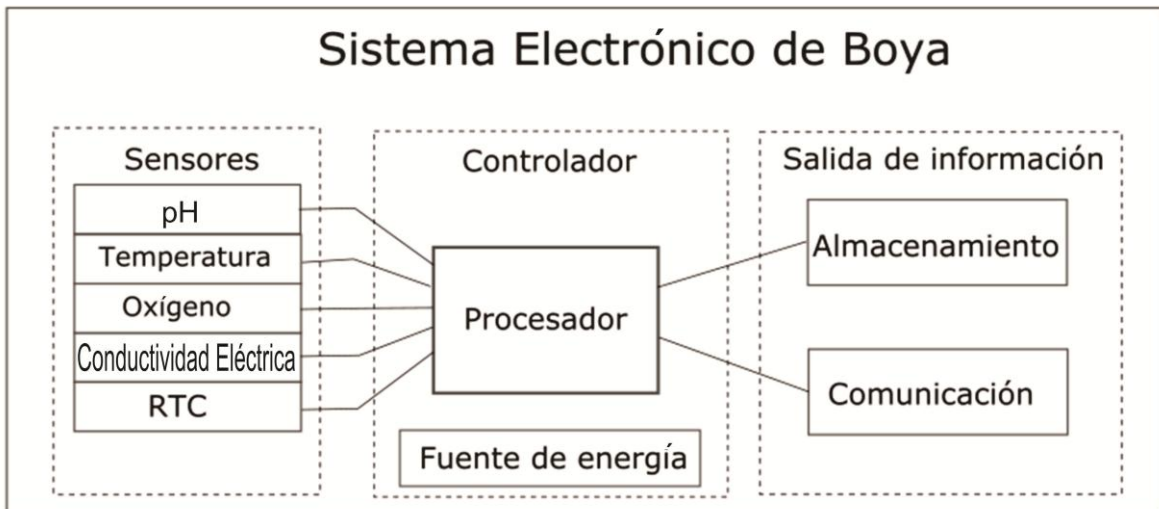 Sistema Electrónico de Boya
Sensores
pH
Temperatura
Oxígeno
Conductividad Eléctrica
RTC
Controlador
Procesador
Fuente de energía
Salida de información
Almacenamiento
Comunicación